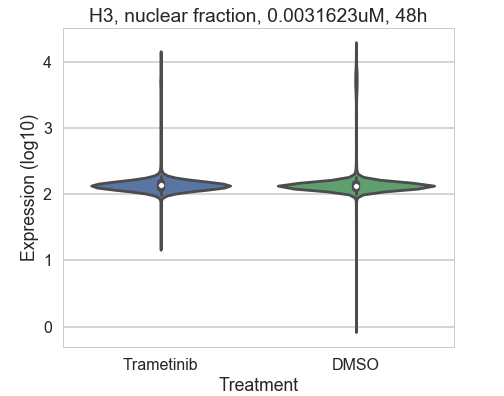 H3, nuclear fraction, 0.0031623uM, 48h
Expression (log10)
4
3
2
1
0
Trametinib DMSO
Treatment